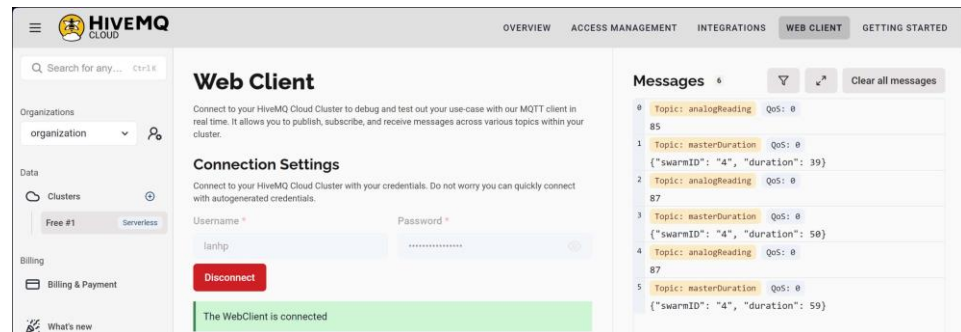 HIVEMQ
CLOUD
OVERVIEW ACCESS MANAGEMENT INTEGRATIONS WEB CLIENT GETTING STARTED
Search for any... Ctrl K
Organizations
organization
Data
Clusters
Free #1 Serverless
Billing
Billing & Payment
What's new
Web Client
Connect to your HiveMQ Cloud Cluster to debug and test out your use-case with our MQTT client in
real time. It allows you to publish, subscribe, and receive messages across various topics within your
cluster.
Connection Settings
Connect to your HiveMQ Cloud Cluster with your credentials. Do not worry you can quickly connect
with autogenerated credentials.
Username * Password *
lanhp ················
Disconnect
The WebClient is connected
Messages 6 Clear all messages
0 Topic: analogReading QoS: 0
85
1 Topic: masterDuration QoS: 0
{"swarmID": "4", "duration": 39}
2 Topic: analogReading QoS: 0
87
3 Topic: masterDuration QoS: 0
{"swarmID": "4", "duration": 50}
4 Topic: analogReading QoS: 0
87
5 Topic: masterDuration QoS: 0
{"swarmID": "4", "duration": 59}